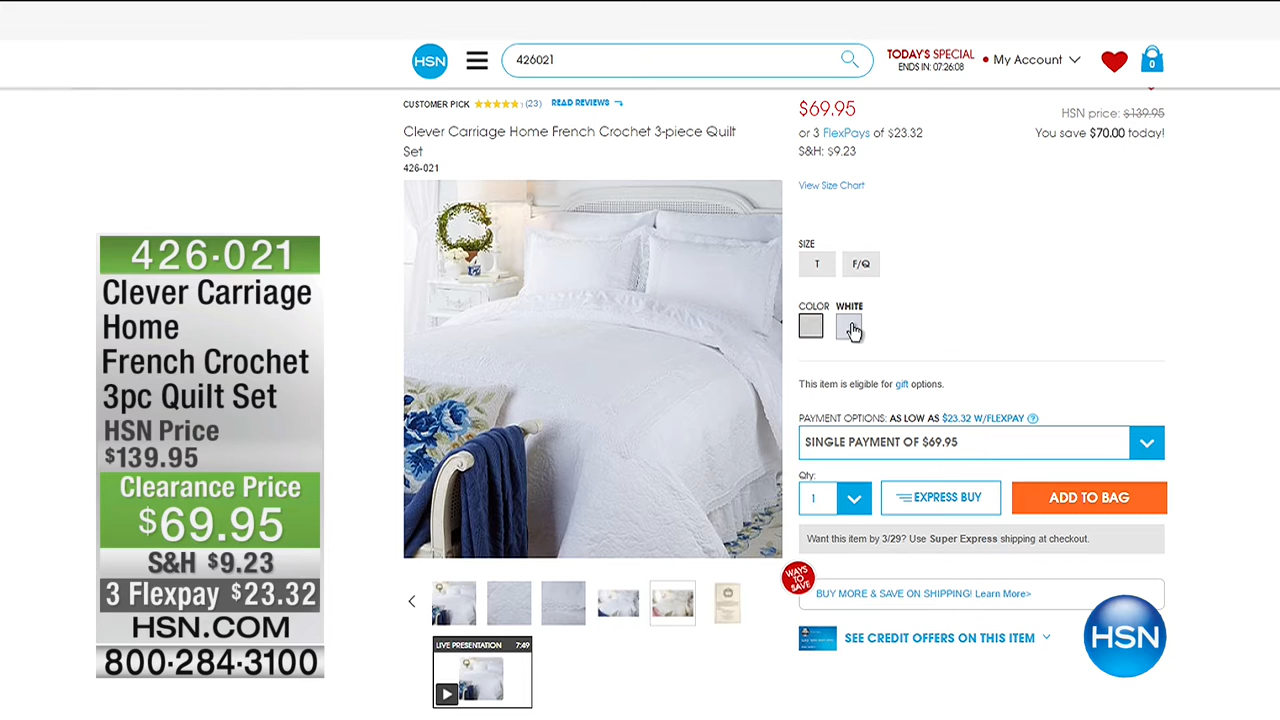 HSN
426021
TODAY'S SPECIAL
ENDS IN: 07:26:08
My Account
0
CUSTOMER PICK (23) READ REVIEWS
Clever Carriage Home French Crochet 3-piece Quilt
Set
426-021
$69.95
HSN price: $139.95
or 3 FlexPays of $23.32
You save $70.00 today!
S&H: $9.23
View Size Chart
SIZE
T F/Q
COLOR WHITE
This item is eligible for gift options.
PAYMENT OPTIONS: AS LOW AS $23.32 W/FLEXPAY ?
SINGLE PAYMENT OF $69.95
Qty:
1
EXPRESS BUY
ADD TO BAG
Want this item by 3/29? Use Super Express shipping at checkout.
WAYS
TO
SAVE
BUY MORE & SAVE ON SHIPPING! Learn More>
SEE CREDIT OFFERS ON THIS ITEM
LIVE PRESENTATION 7:49
426-021
Clever Carriage
Home
French Crochet
3pc Quilt Set
HSN Price
$139.95
Clearance Price
$69.95
S&H $9.23
3 Flexpay $23.32
HSN.COM
800-284-3100
HSN